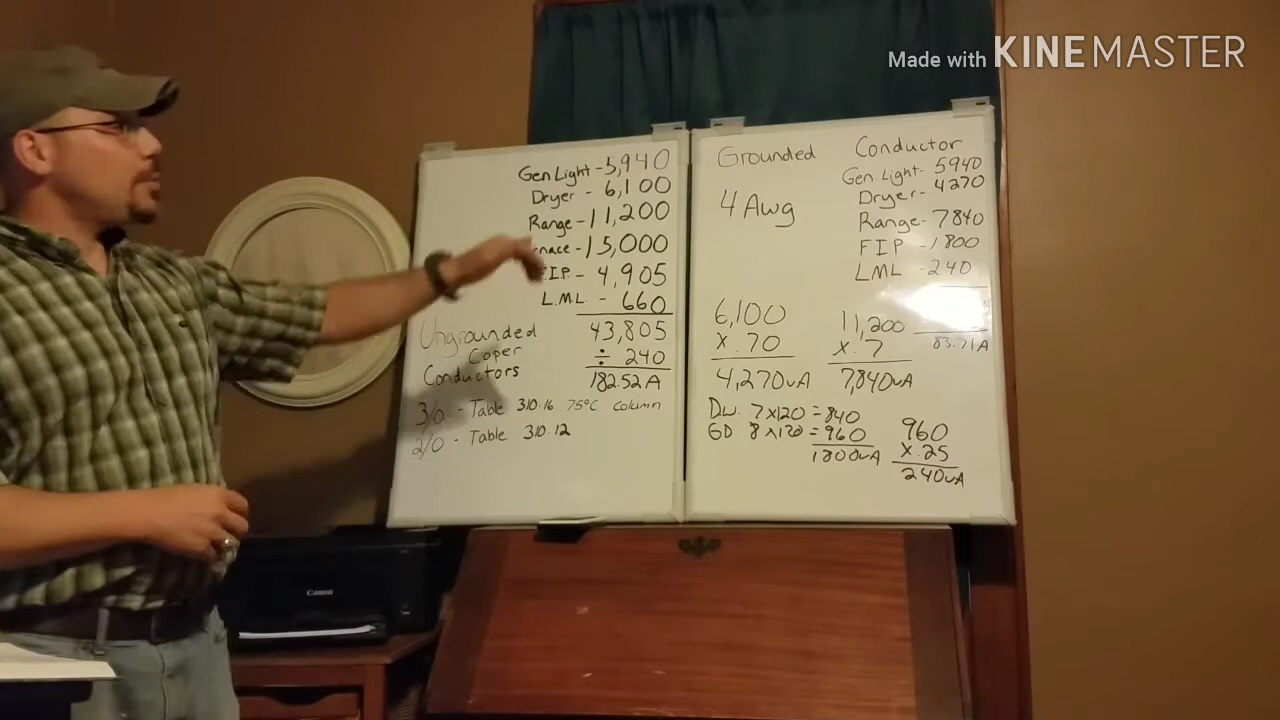 Made with KINEMASTER
Gen Light - 5,940
Dryer - 6,100
Range - 11,200
nace - 15,000
F.I.P. - 4,905
L.M.L. - 660
43,805
÷ 240
182.52A
Ungrounded
Coper
Conductors
3/0 - Table 310.16 75°C Column
2/0 - Table 310.12
Grounded Conductor
4 Awg
Gen Light - 5940
Dryer - 4270
Range - 7840
FIP - 1800
LML - 240
83.71A
6,100
x .70
4,270vA
11,200
x .7
7,840vA
Dw. 7x120 = 840
GD 8x120 = 960
1800vA
960
x .25
240vA
Canon